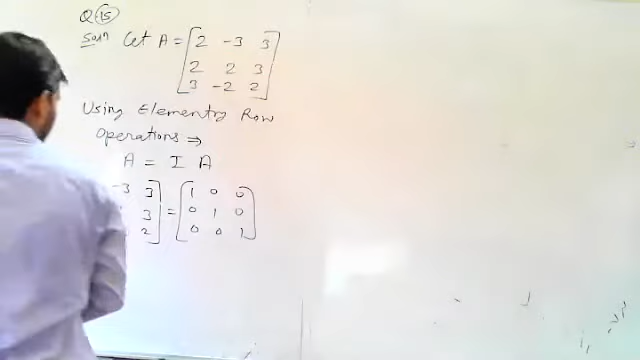 Q (15)
Soln Let A = [2 -3 3
2 2 3
3 -2 2]
Using Elementry Row
Operations ⇒
A = I A
-3 3] = [1 0 0
3] [0 1 0
2] [0 0 1]